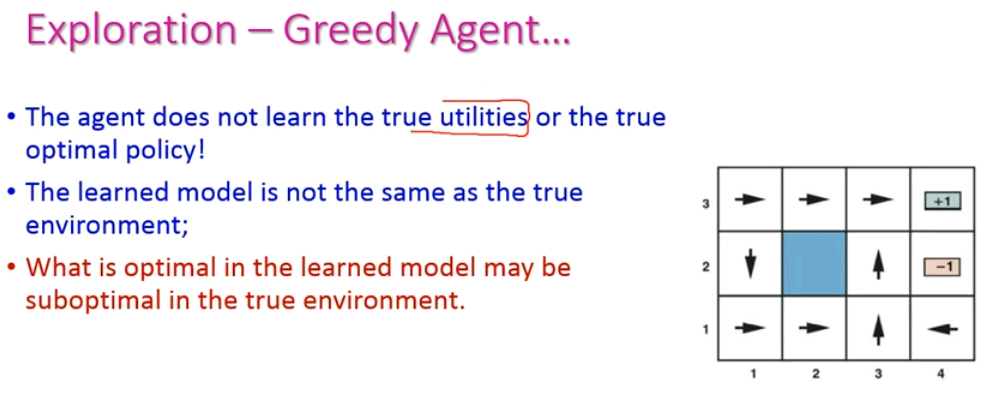 Exploration – Greedy Agent...
• The agent does not learn the true utilities or the true
optimal policy!
• The learned model is not the same as the true
environment;
• What is optimal in the learned model may be
suboptimal in the true environment.
3
+1
2
−1
1
1 2 3 4